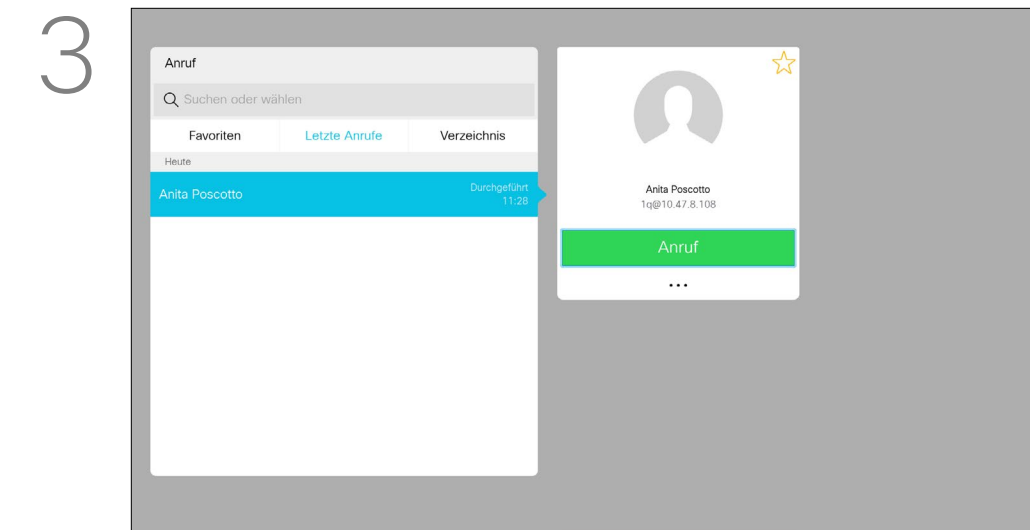 3
Anruf
Suchen oder wählen
Favoriten Letzte Anrufe Verzeichnis
Heute
Anita Poscotto Durchgeführt
11:28
Anita Poscotto
1q@10.47.8.108
Anruf
...